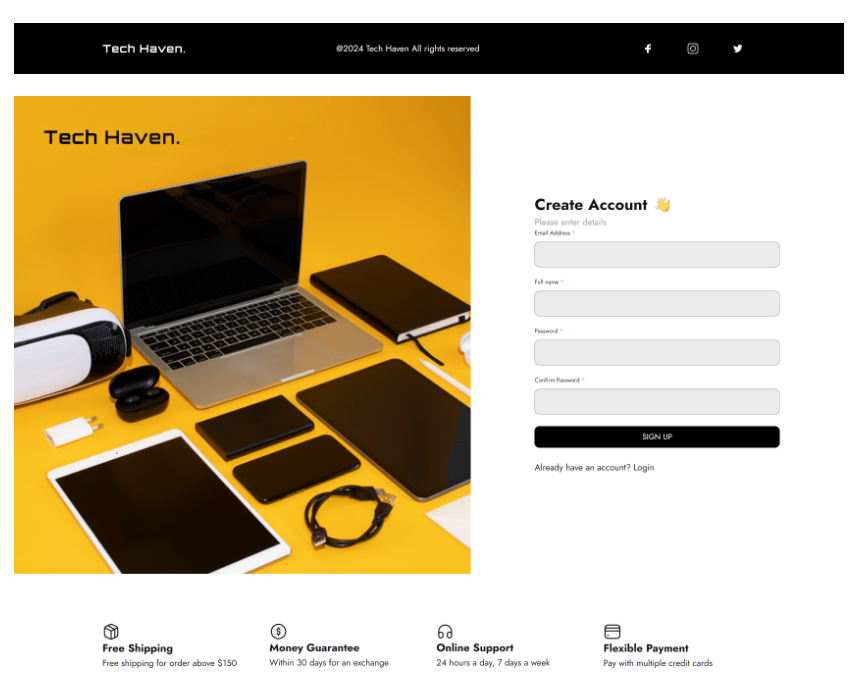 Tech Haven.
@2024 Tech Haven All rights reserved
Tech Haven.
Create Account 👋
Please enter details
Email Address *
Full name *
Password *
Confirm Password *
SIGN UP
Already have an account? Login
Free Shipping
Free shipping for order above $150
Money Guarantee
Within 30 days for an exchange
Online Support
24 hours a day, 7 days a week
Flexible Payment
Pay with multiple credit cards